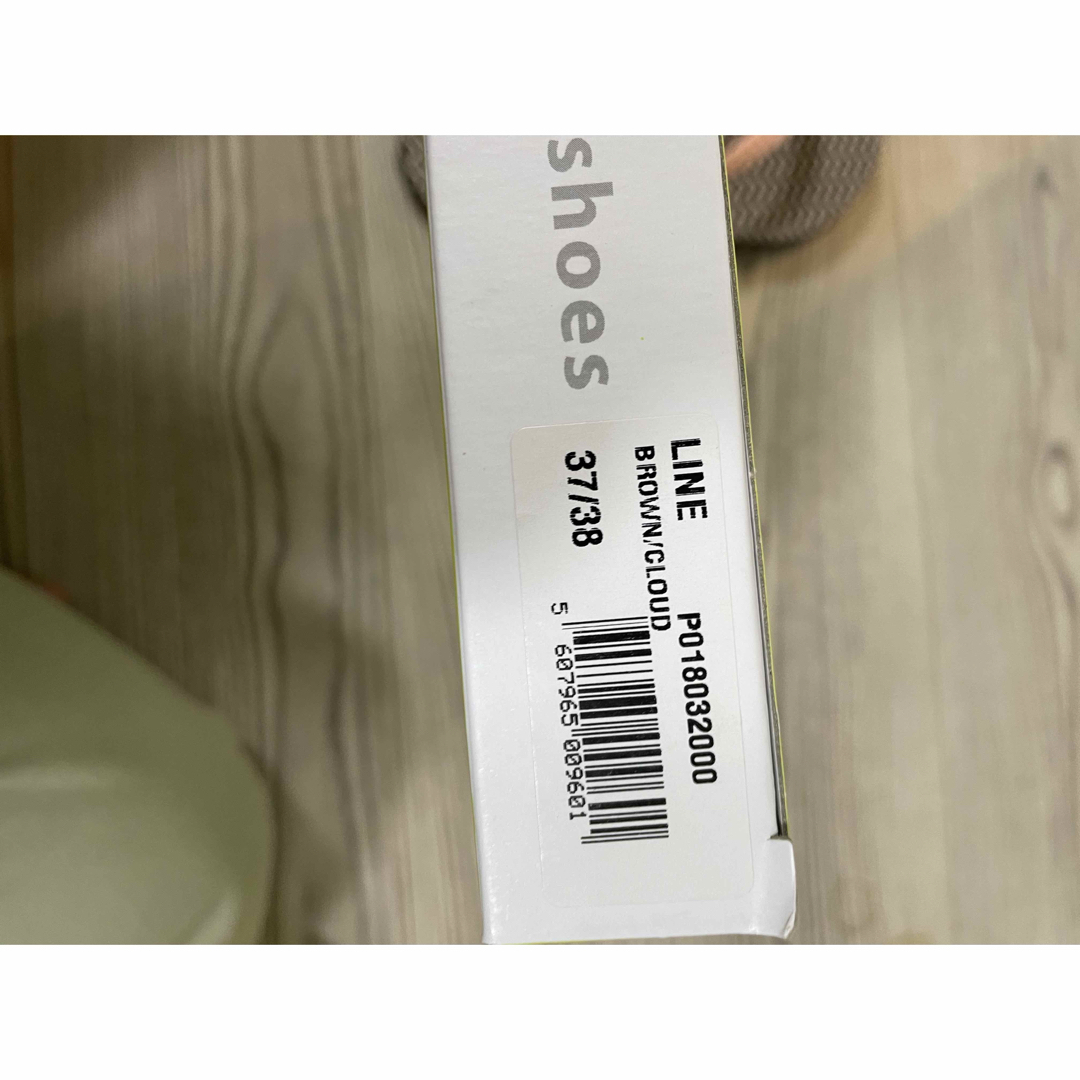 shoes
LINE P018032000
BROWN/CLOUD
37/38
5 607965 009601